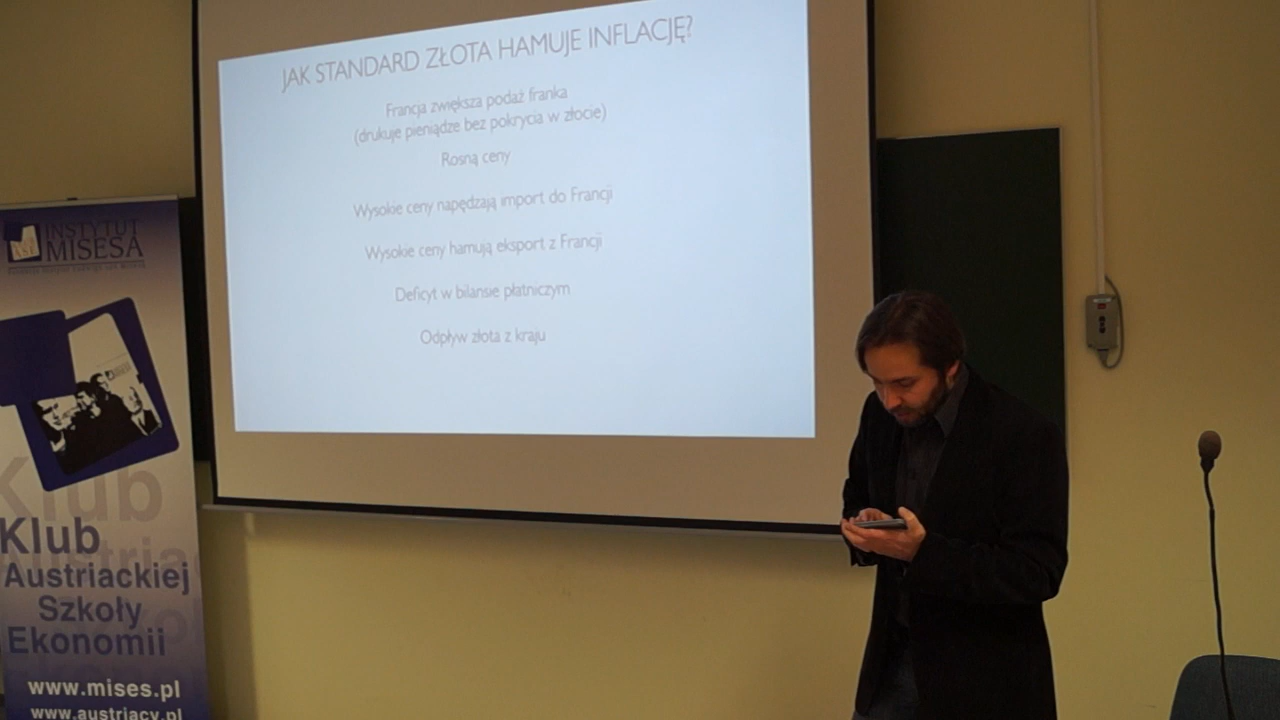 JAK STANDARD ZŁOTA HAMUJE INFLACJĘ?
Francja zwiększa podaż franka
(drukuje pieniądze bez pokrycia w złocie)
Rosną ceny
Wysokie ceny napędzają import do Francji
Wysokie ceny hamują eksport z Francji
Deficyt w bilansie płatniczym
Odpływ złota z kraju
INSTYTUT
MISESA
Klub
Klub
Austriackiej
Szkoły
Ekonomii
www.mises.pl
www.austriacy.pl